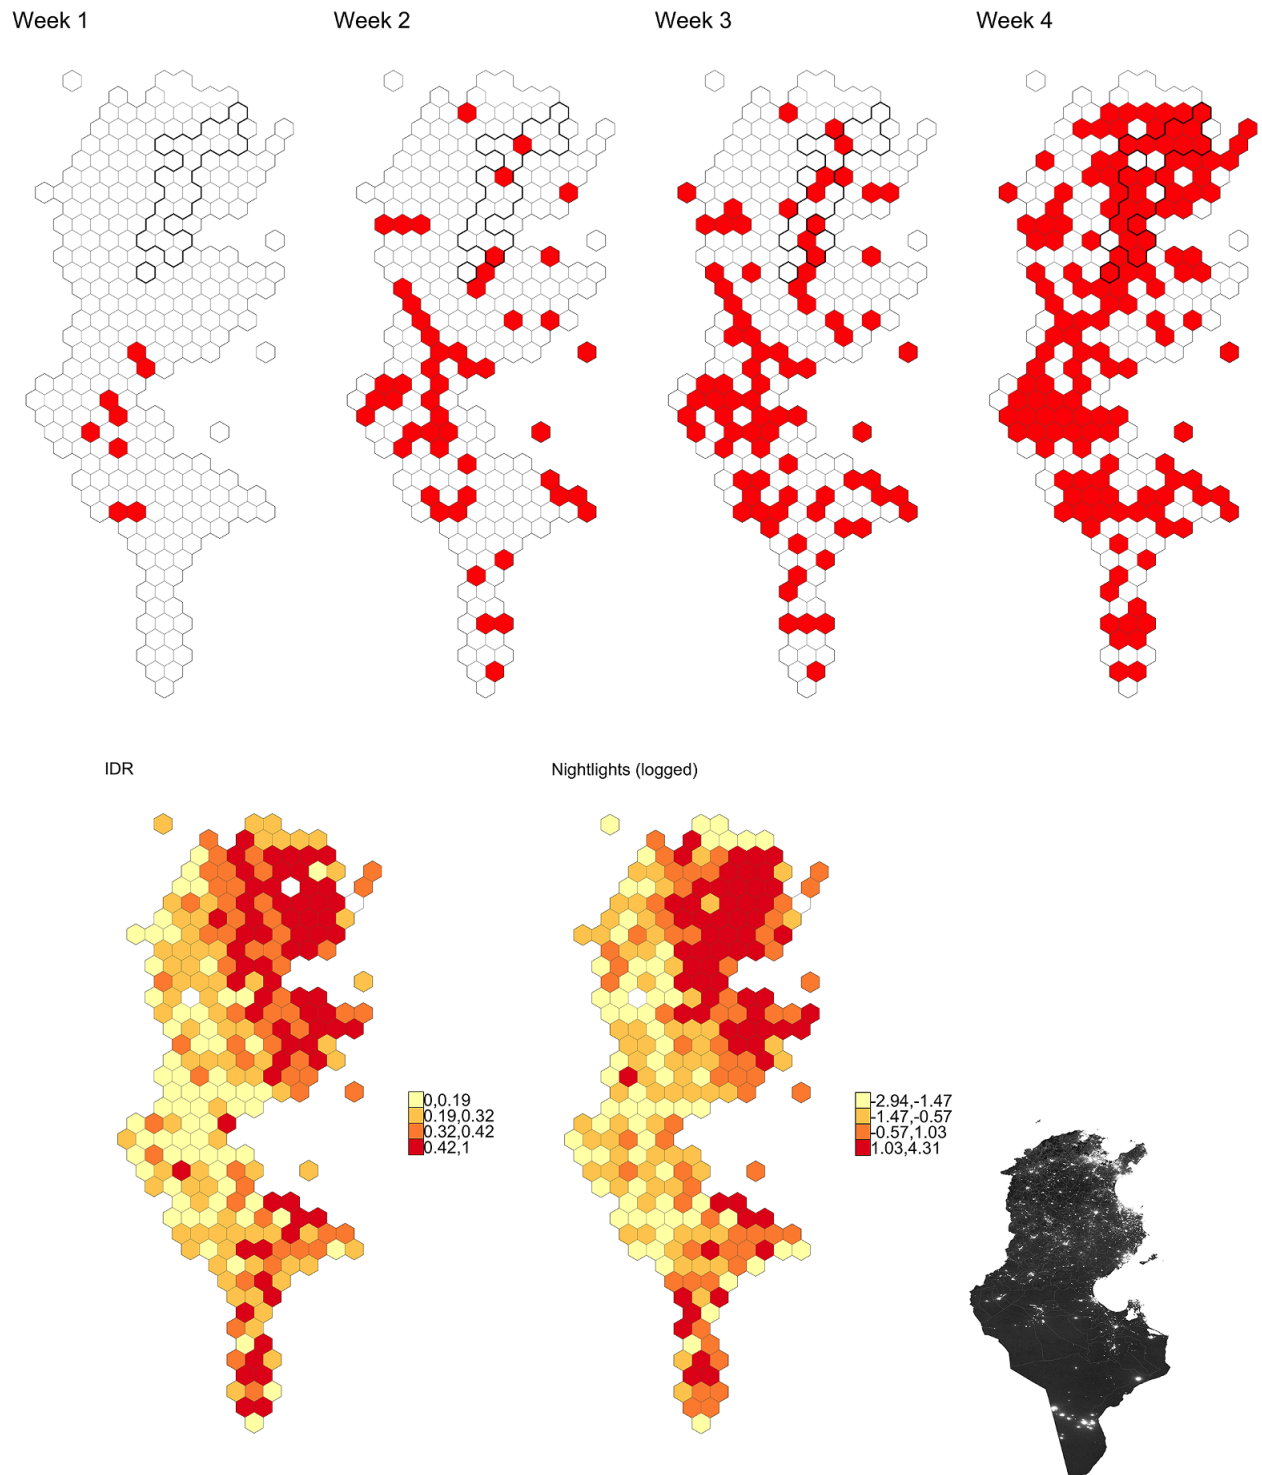 Week 1
Week 2
Week 3
Week 4
IDR
Nightlights (logged)
0,0.19
0.19,0.32
0.32,0.42
0.42,1
-2.94,-1.47
-1.47,-0.57
-0.57,1.03
1.03,4.31